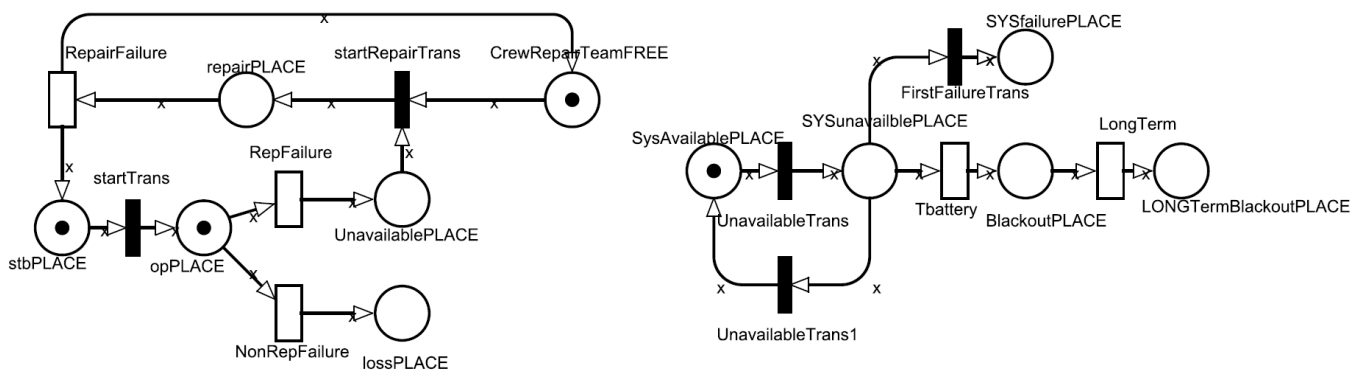 x
SYSfailurePLACE
RepairFailure
startRepairTrans
CrewRepairTeamFREE
repairPLACE
x
x
x
x
x
FirstFailureTrans
x
x
x
SysAvailablePLACE
SYSunavailblePLACE
LongTerm
RepFailure
startTrans
x
x
x
x
x
x
x
UnavailableTrans
Tbattery
BlackoutPLACE
LONGTermBlackoutPLACE
x
x
x
x
UnavailablePLACE
stbPLACE
opPLACE
x
x
x
x
UnavailableTrans1
NonRepFailure
lossPLACE